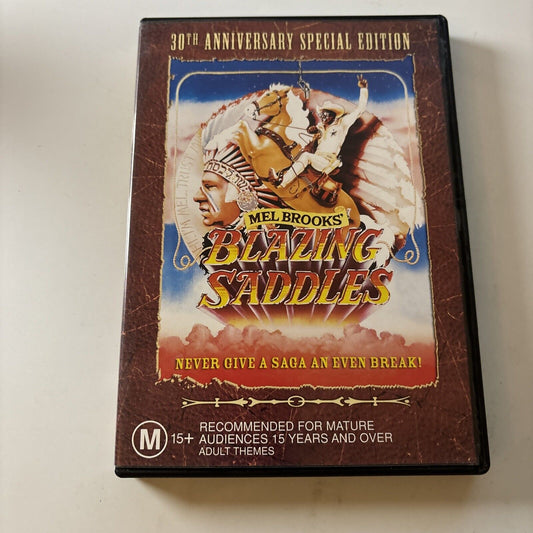 30TH ANNIVERSARY SPECIAL EDITION
MEL BROOKS'
BLAZING
SADDLES
NEVER GIVE A SAGA AN EVEN BREAK!
M 15+
RECOMMENDED FOR MATURE
AUDIENCES 15 YEARS AND OVER
ADULT THEMES